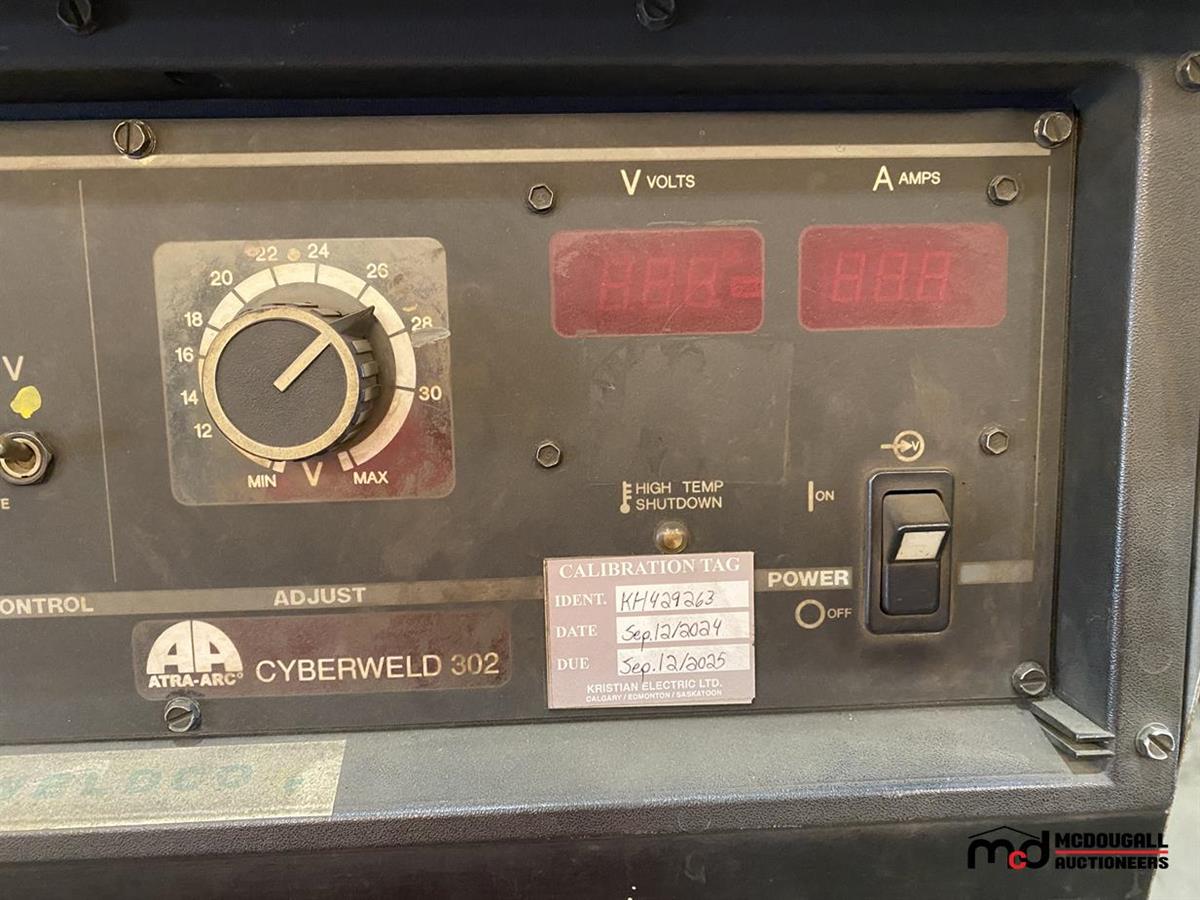 V VOLTS
A AMPS
22
24
20
26
18
28
16
30
14
12
MIN
V
MAX
V
HIGH TEMP
SHUTDOWN
ON
POWER
OFF
V
ADJUST
AA
ATRA-ARC
CYBERWELD 302
CALIBRATION TAG
IDENT. KH429263
DATE Sep.12/2024
DUE Sep.12/2025
KRISTIAN ELECTRIC LTD.
CALGARY / EDMONTON / SASKATOON
mcd MCDOUGALL
AUCTIONEERS